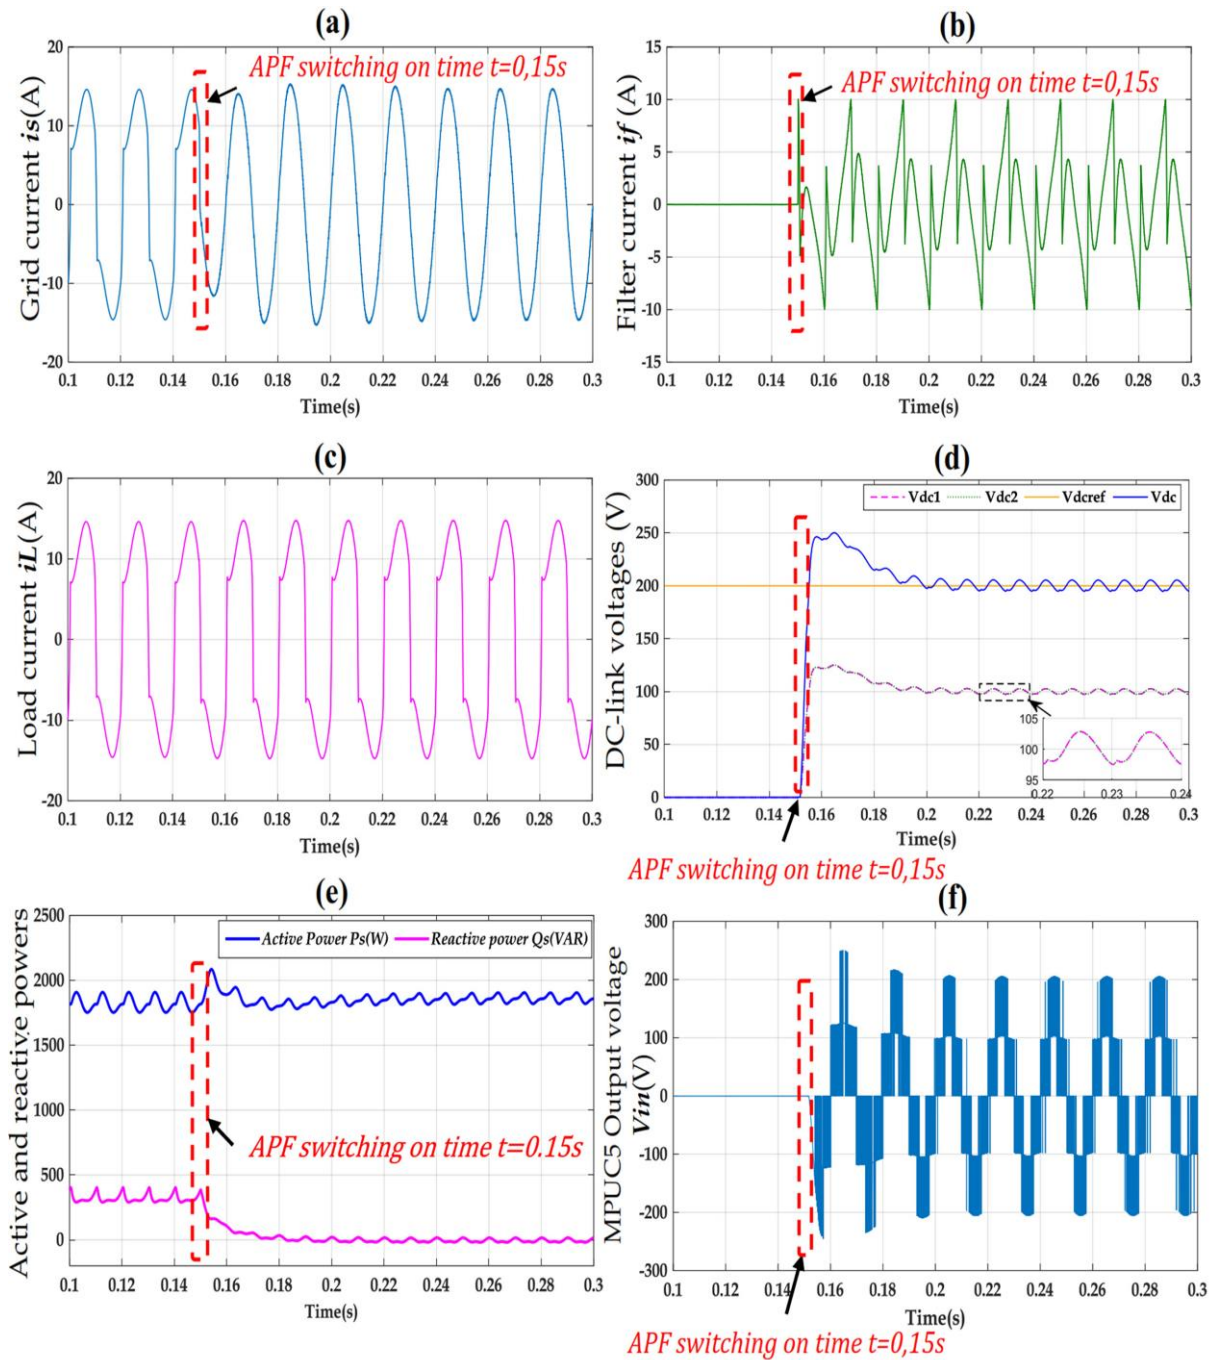 (a)
20
10
0
-10
-20
Grid current is(A)
APF switching on time t=0,15s
0.1 0.12 0.14 0.16 0.18 0.2 0.22 0.24 0.26 0.28 0.3
Time(s)
(b)
15
10
5
0
-5
-10
-15
Filter current if (A)
APF switching on time t=0,15s
0.1 0.12 0.14 0.16 0.18 0.2 0.22 0.24 0.26 0.28 0.3
Time(s)
(c)
20
10
0
-10
-20
Load current iL(A)
0.1 0.12 0.14 0.16 0.18 0.2 0.22 0.24 0.26 0.28 0.3
Time(s)
(d)
300
250
200
150
100
50
0
DC-link voltages (V)
Vdc1 Vdc2 Vdcref Vdc
105
100
95
0.22 0.23 0.24
0.1 0.12 0.14 0.16 0.18 0.2 0.22 0.24 0.26 0.28 0.3
Time(s)
APF switching on time t=0,15s
(e)
2500
2000
1500
1000
500
0
Active and reactive powers
Active Power Ps(W) Reactive power Qs(VAR)
APF switching on time t=0.15s
0.1 0.12 0.14 0.16 0.18 0.2 0.22 0.24 0.26 0.28 0.3
Time(s)
(f)
300
200
100
0
-100
-200
-300
MPUC5 Output voltage
Vin(V)
0.1 0.12 0.14 0.16 0.18 0.2 0.22 0.24 0.26 0.28 0.3
Time(s)
APF switching on time t=0,15s